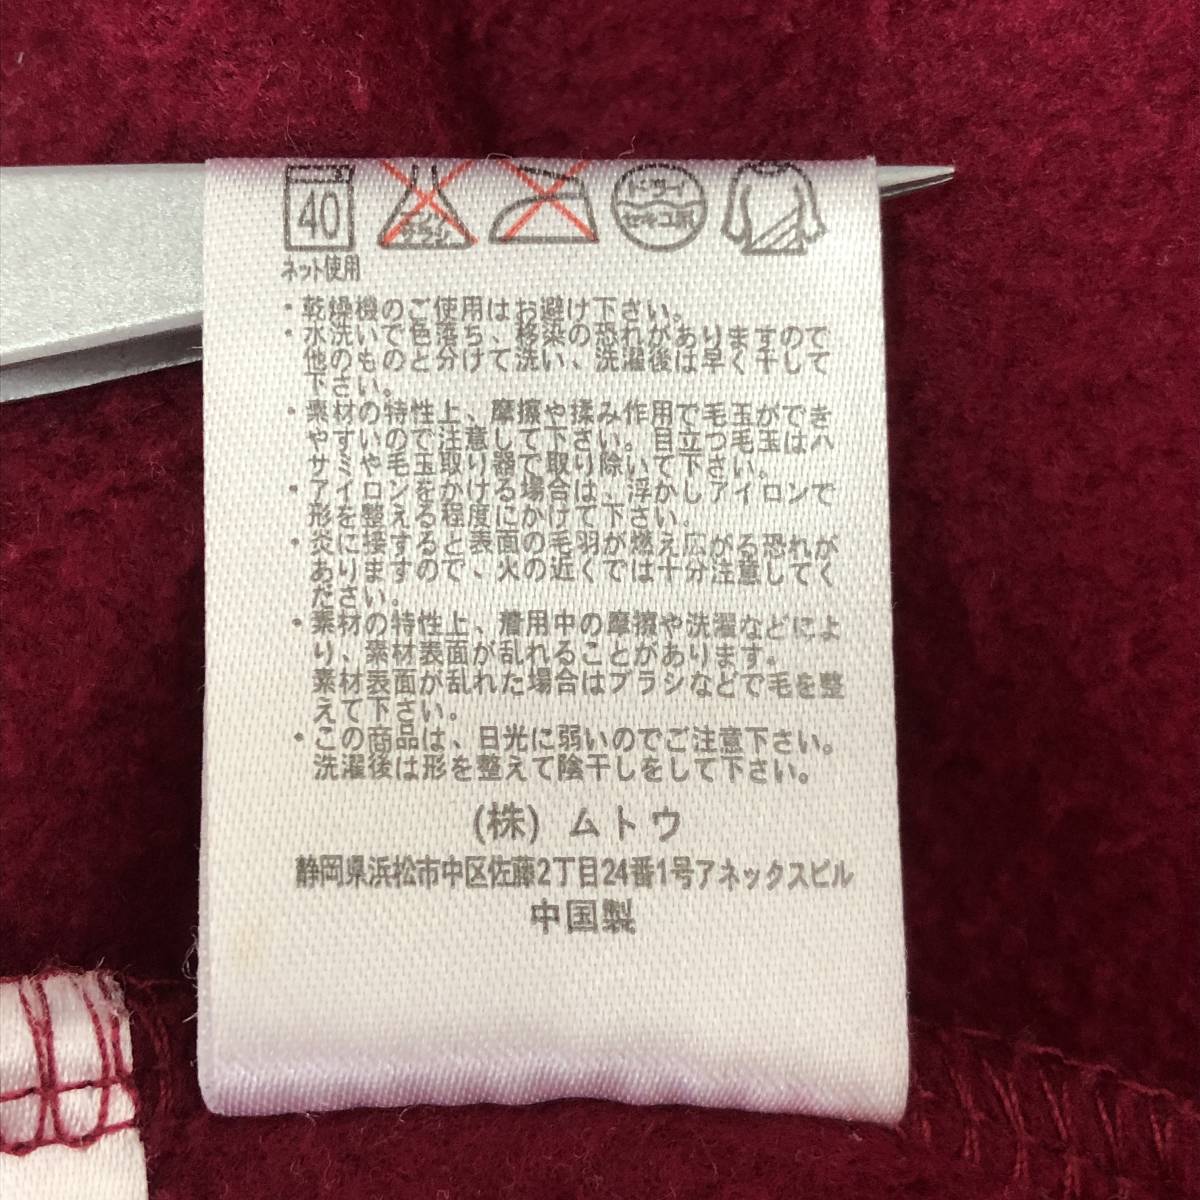 40
エンソサラシ
ドライ
セキユ系
ネット使用
・乾燥機のご使用はお避け下さい。
・水洗いで色落ち、移染の恐れがありますので
他のものと分けて洗い、洗濯後は早く干して
下さい。
・素材の特性上、摩擦や揉み作用で毛玉ができ
やすいので注意して下さい。目立つ毛玉はハ
サミや毛玉取り器で取り除いて下さい。
・アイロンをかける場合は、浮かしアイロンで
形を整える程度にかけて下さい。
・炎に接すると表面の毛羽が燃え広がる恐れが
ありますので、火の近くでは十分注意してく
ださい。
・素材の特性上、着用中の摩擦や洗濯などによ
り、素材表面が乱れることがあります。
素材表面が乱れた場合はブラシなどで毛を整
えて下さい。
・この商品は、日光に弱いのでご注意下さい。
洗濯後は形を整えて陰干しをして下さい。
(株) ムトウ
静岡県浜松市中区佐藤2丁目24番1号アネックスビル
中国製